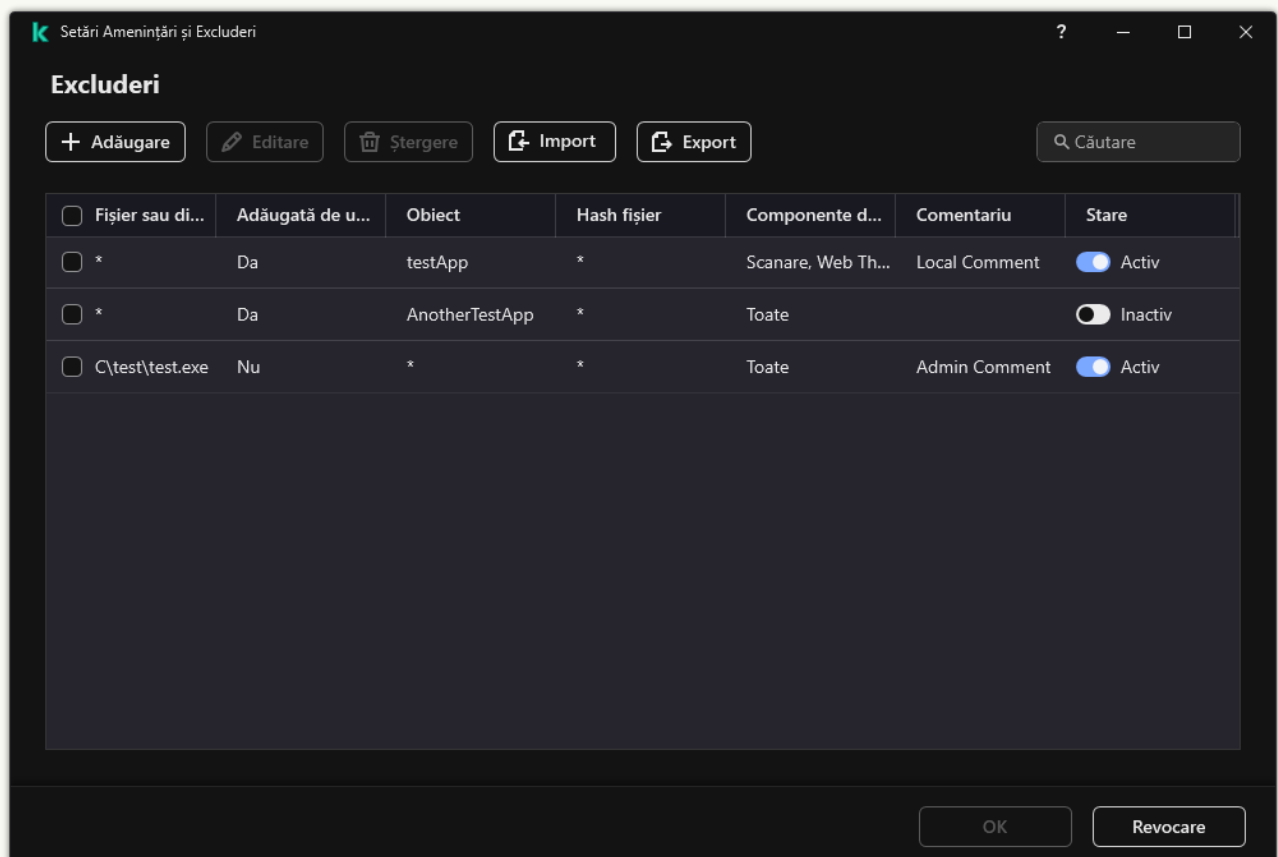 Setări Amenințări și Excluderi ?
Excluderi
Adăugare Editare Ștergere Import Export Căutare
Fișier sau di... Adăugată de u... Obiect Hash fișier Componente d... Comentariu Stare
* Da testApp * Scanare, Web Th... Local Comment Activ
* Da AnotherTestApp * Toate Inactiv
C\test\test.exe Nu * * Toate Admin Comment Activ
OK Revocare